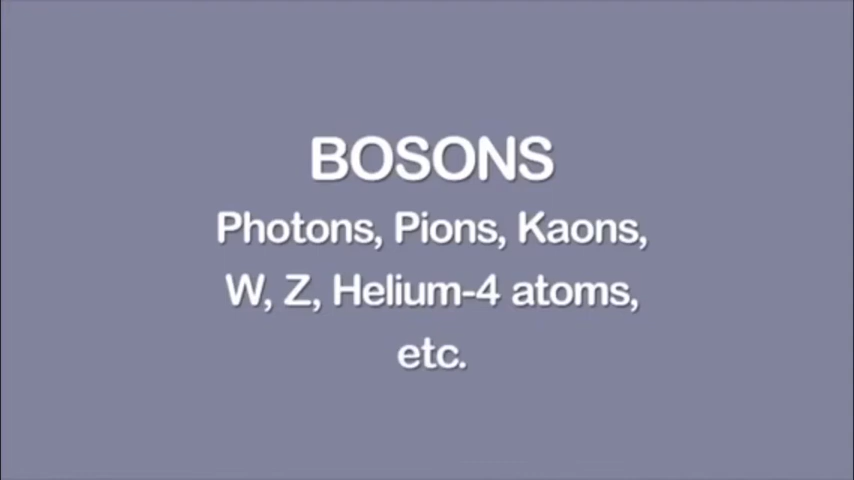 BOSONS
Photons, Pions, Kaons,
W, Z, Helium-4 atoms,
etc.